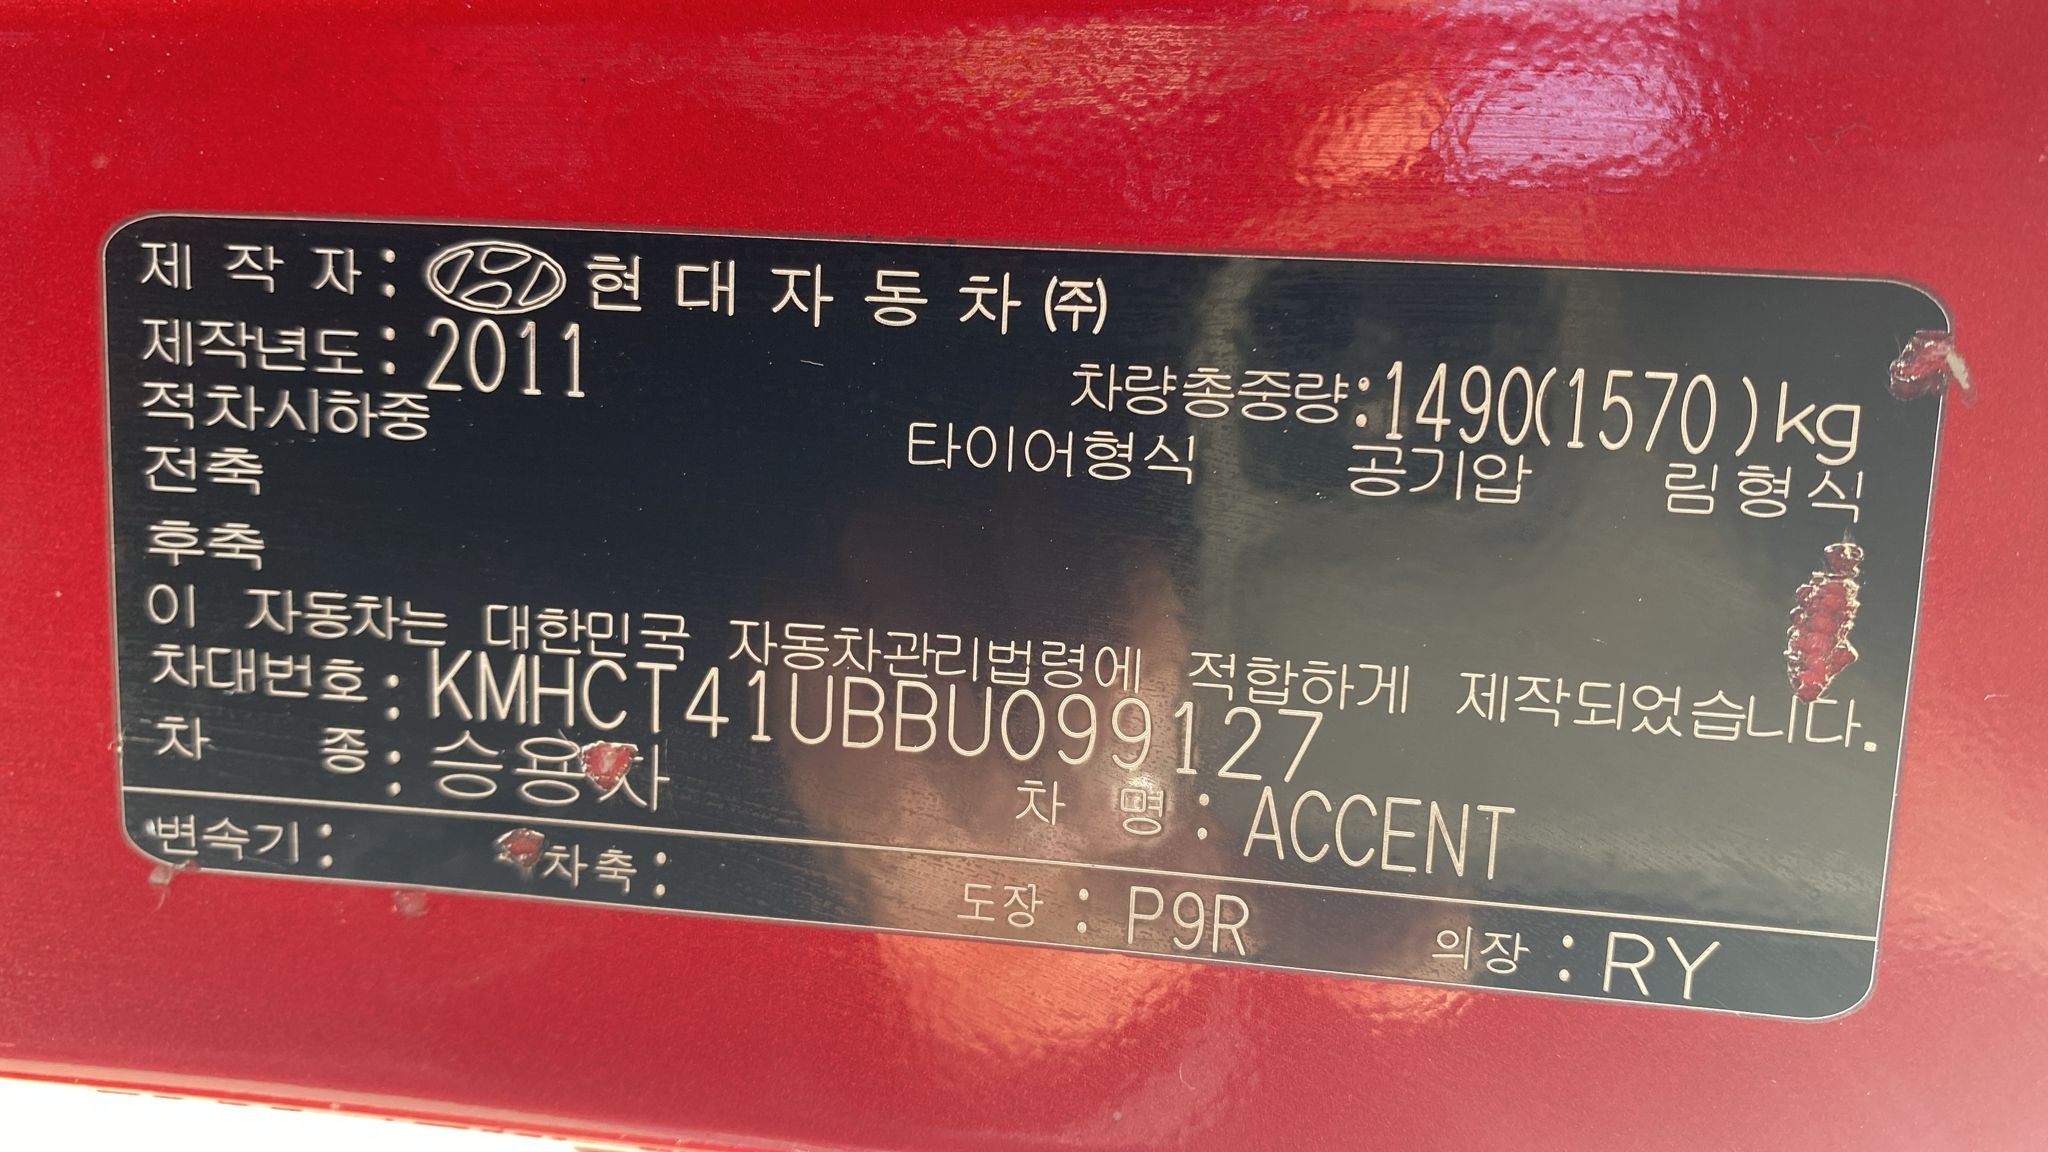 제 작 자 : 현 대 자 동 차 ㈜
제작년도 : 2011
차량총중량:1490(1570)kg
적차시하중 타이어형식 공기압 림형식
전축
후축
이 자동차는 대한민국 자동차관리법령에 적합하게 제작되었습니다.
차대번호 : KMHCT41UBBU099127
차 종 : 승용차 차 명 : ACCENT
변속기 : 차축 : 도장 : P9R 의장 : RY